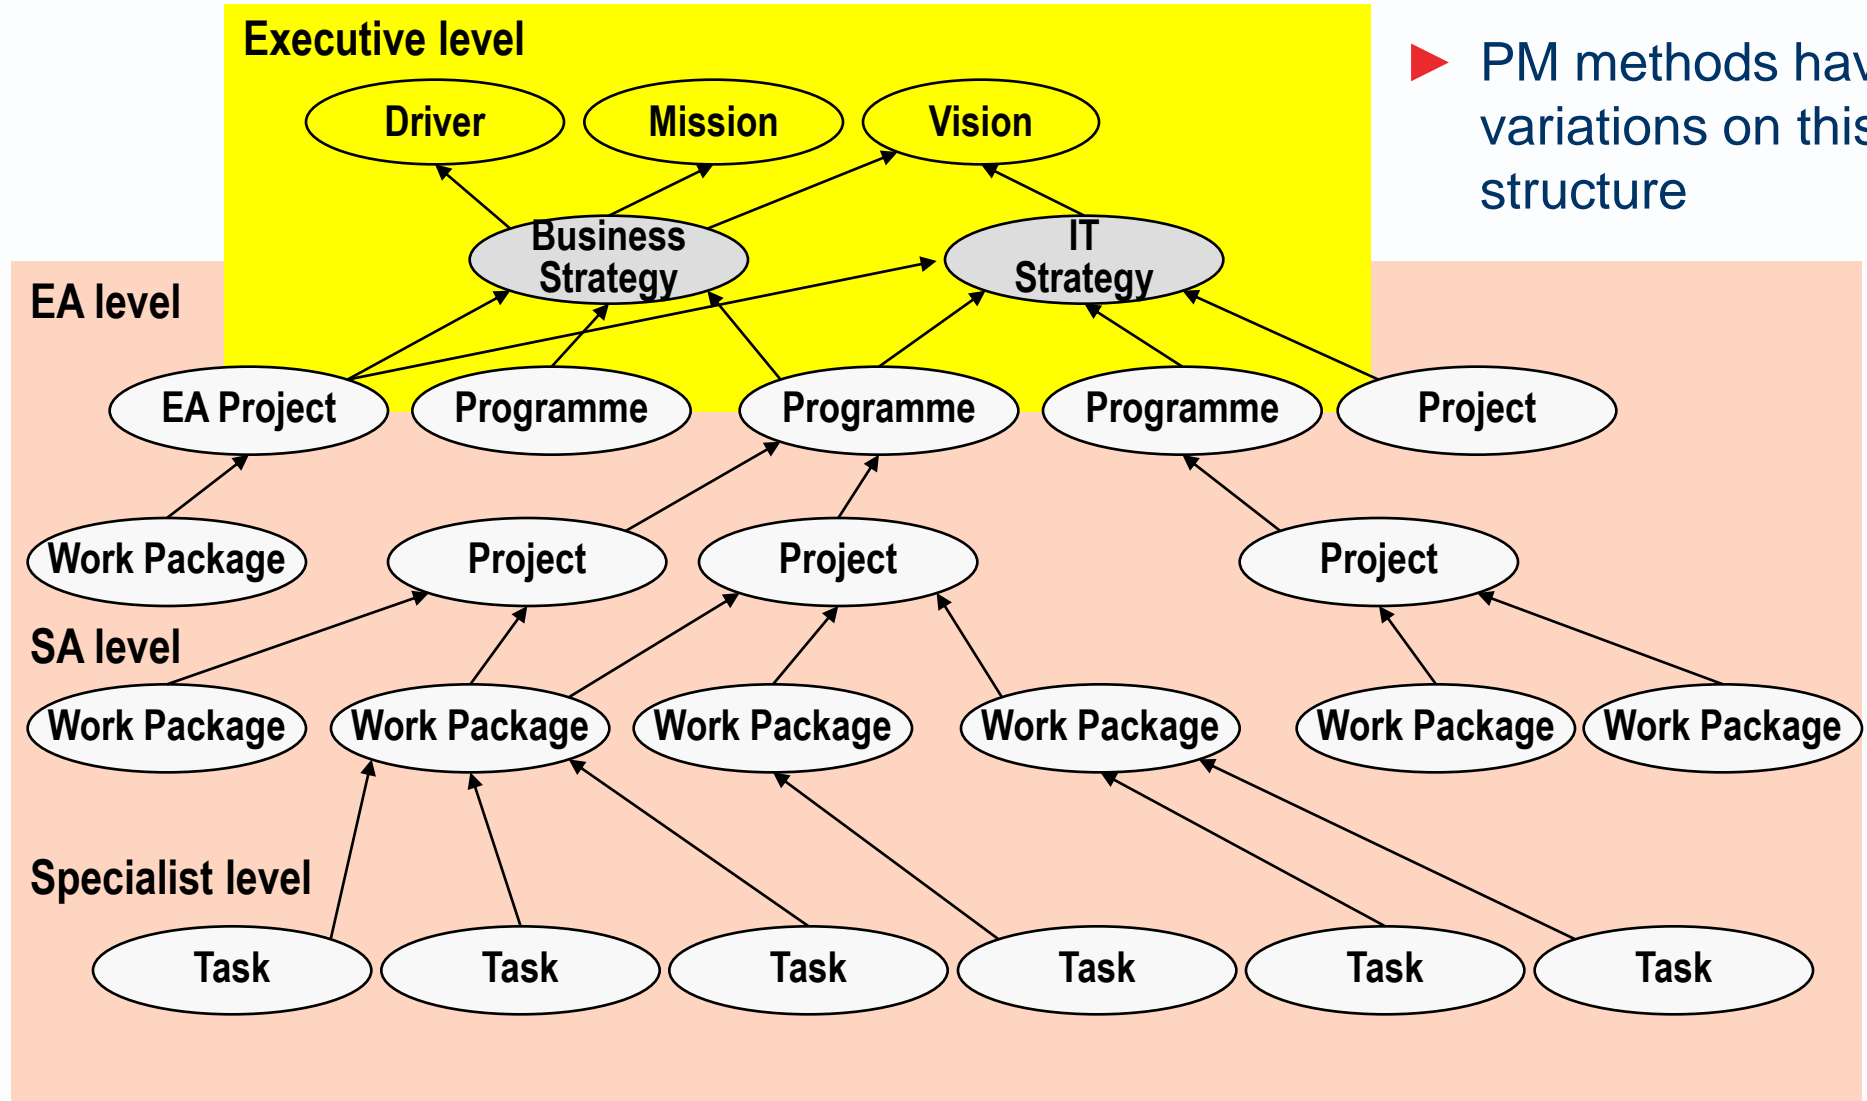 Executive level
PM methods hav
variations on this
structure
Driver
Mission
Vision
Business
Strategy
IT
Strategy
EA level
EA Project
Programme
Programme
Programme
Project
Work Package
Project
Project
Project
SA level
Work Package
Work Package
Work Package
Work Package
Work Package
Work Package
Specialist level
Task
Task
Task
Task
Task
Task